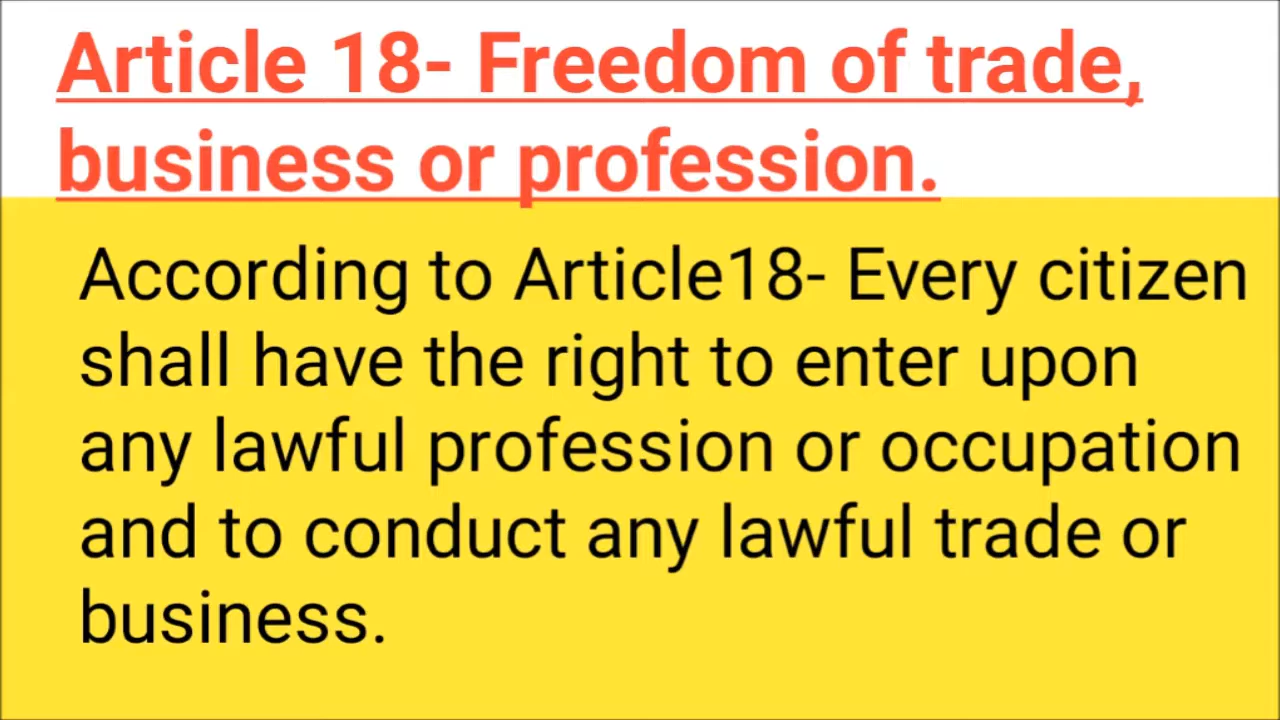 Article 18- Freedom of trade,
business or profession.
According to Article18- Every citizen
shall have the right to enter upon
any lawful profession or occupation
and to conduct any lawful trade or
business.